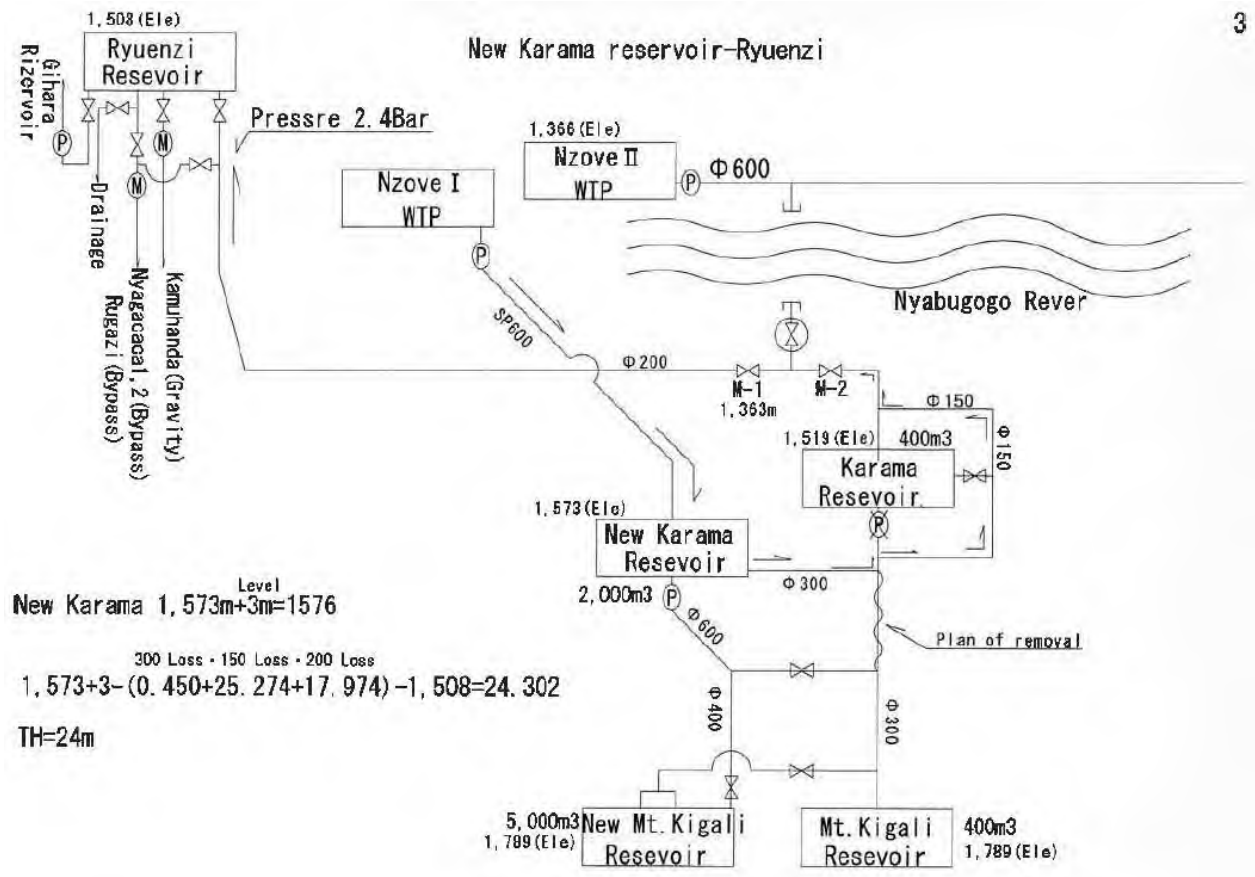 3
New Karama reservoir-Ryuenzi
1,508(Ele)
Ryuenzi
Resevoir
Gihara
Rizervoir
P
M
M
Pressre 2.4Bar
Drainage
Nyagacacal,2(Bypass)
Rugazi(Bypass)
Kamuhanda(Gravity)
Nzove I
WTP
P
SP600
1,366(Ele)
Nzove II
WTP
P
Φ600
Nyabugogo Rever
Φ200
M-1
1,363m
M-2
Φ150
Φ150
1,519(Ele)
400m3
Karama
Resevoir.
P
1,573(Ele)
New Karama
Resevoir
2,000m3
P
Φ300
Φ600
Plan of removal
Φ400
Φ300
5,000m3
1,789(Ele)
New Mt.Kigali
Resevoir
Mt.Kigali
Resevoir
400m3
1,789(Ele)
Level
New Karama 1,573m+3m=1576
300 Loss・150 Loss・200 Loss
1,573+3-(0.450+25.274+17.974)-1,508=24.302
TH=24m